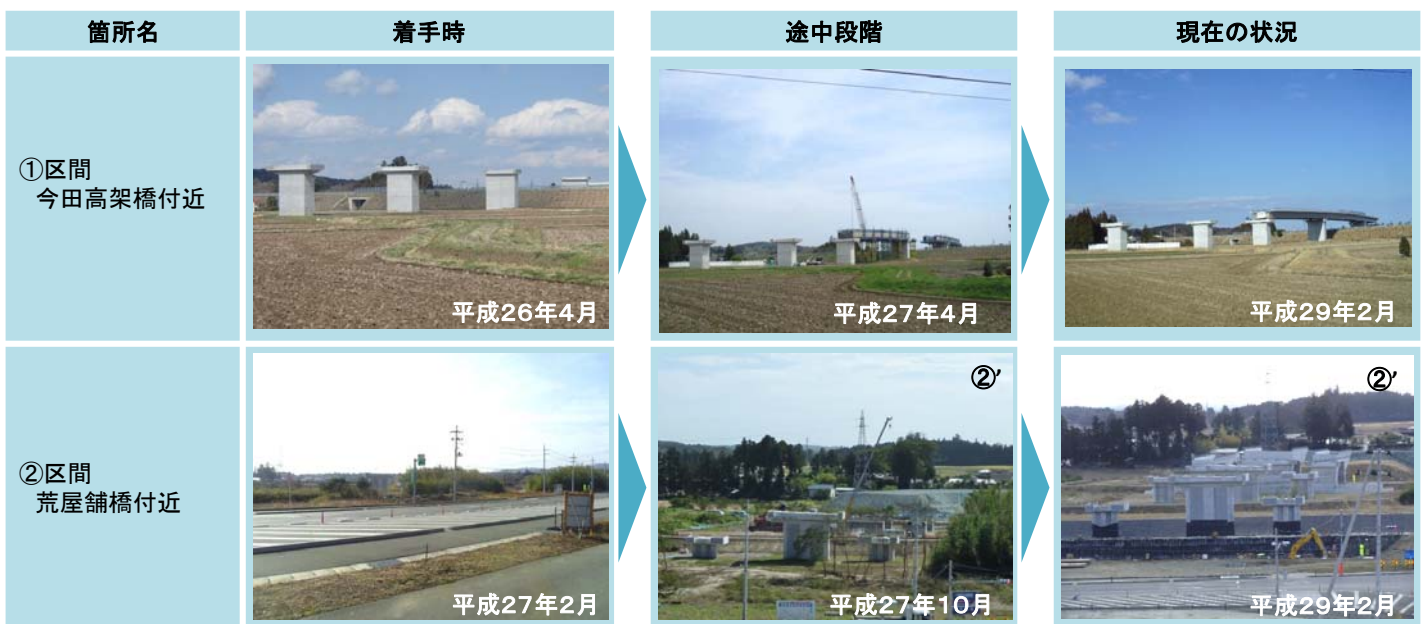 箇所名
着手時
途中段階
現在の状況
①区間
今田高架橋付近
平成26年4月
平成27年4月
平成29年2月
②区間
荒屋舗橋付近
平成27年2月
②’
平成27年10月
②’
平成29年2月